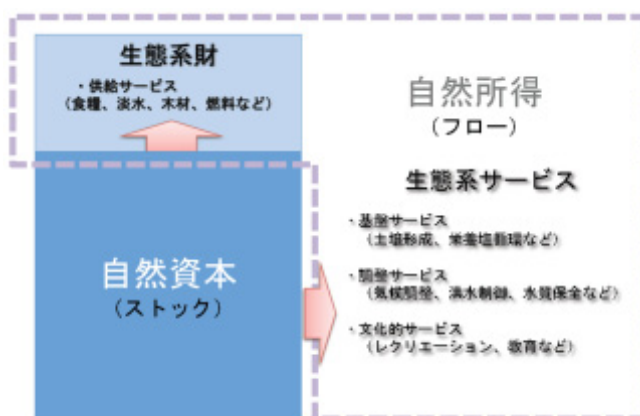 生態系財
・供給サービス
(食糧、淡水、木材、燃料など)
自然所得
(フロー)
生態系サービス
・基盤サービス
(土壌形成、栄養塩循環など)
自然資本
(ストック)
・調整サービス
(気候調整、洪水制御、水質保全など)
・文化的サービス
(レクリエーション、教育など)